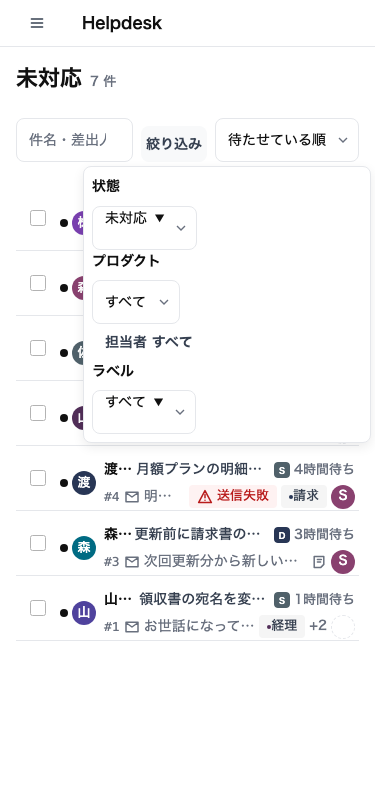 Helpdesk
未対応 7 件
件名・差出人
絞り込み
待たせている順
状態
未対応 ▼
プロダクト
すべて
担当者 すべて
ラベル
すべて ▼
渡 渡… 月額プランの明細… S 4時間待ち
#4 明… 送信失敗 •請求 S
森 森… 更新前に請求書の… D 3時間待ち
#3 次回更新分から新しい… S
山 山… 領収書の宛名を変… S 1時間待ち
#1 お世話になって… •経理 +2